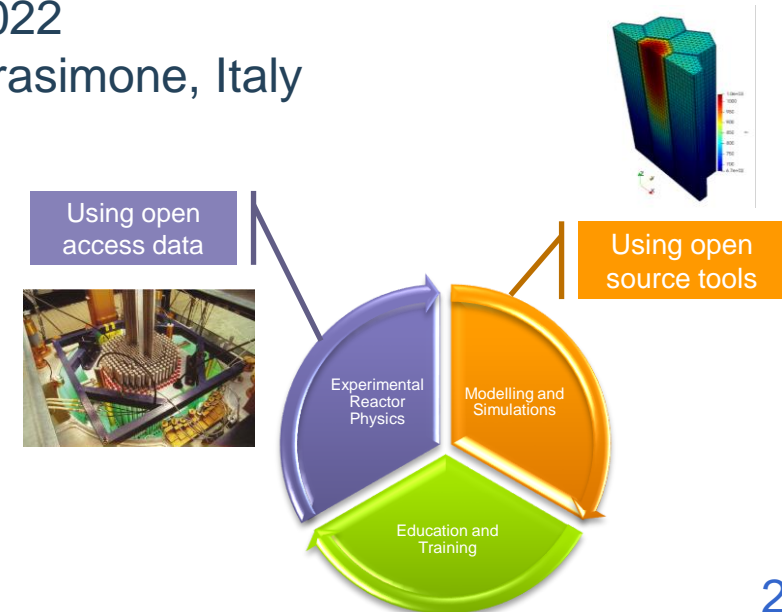 022
rasimone, Italy
Using open
access data
Using open
source tools
Experimental
Reactor
Physics
Modelling and
Simulations
Education and
Training
2